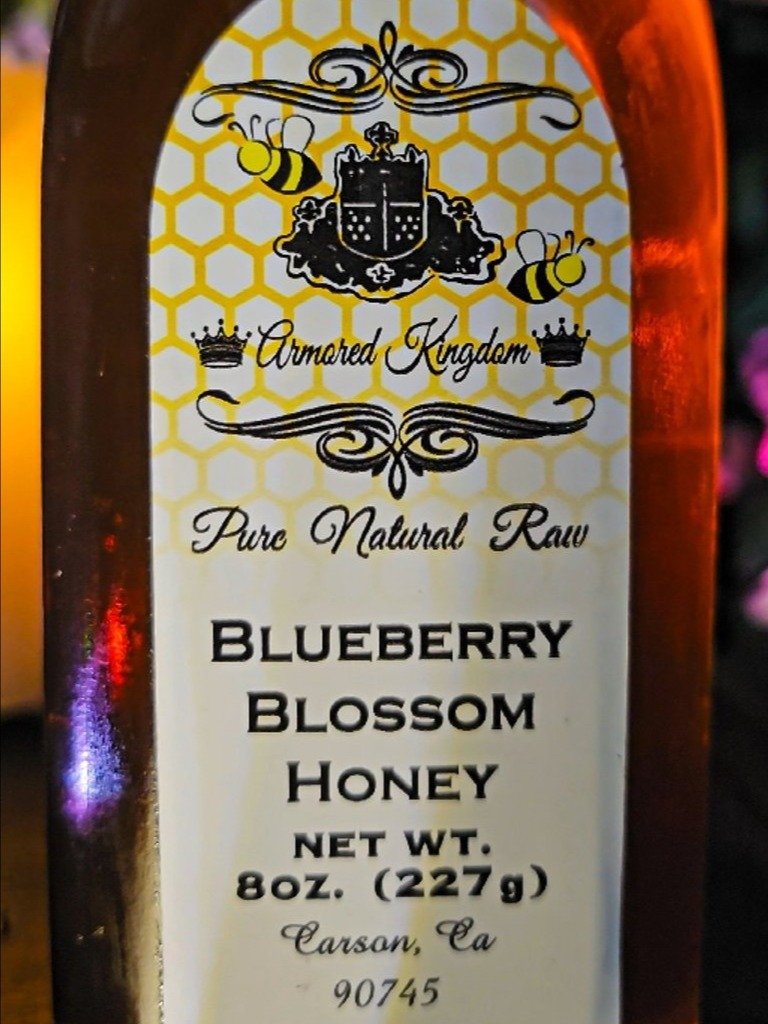 Armored Kingdom
Pure Natural Raw
BLUEBERRY
BLOSSOM
HONEY
NET WT.
8oz. (227g)
Carson, Ca
90745